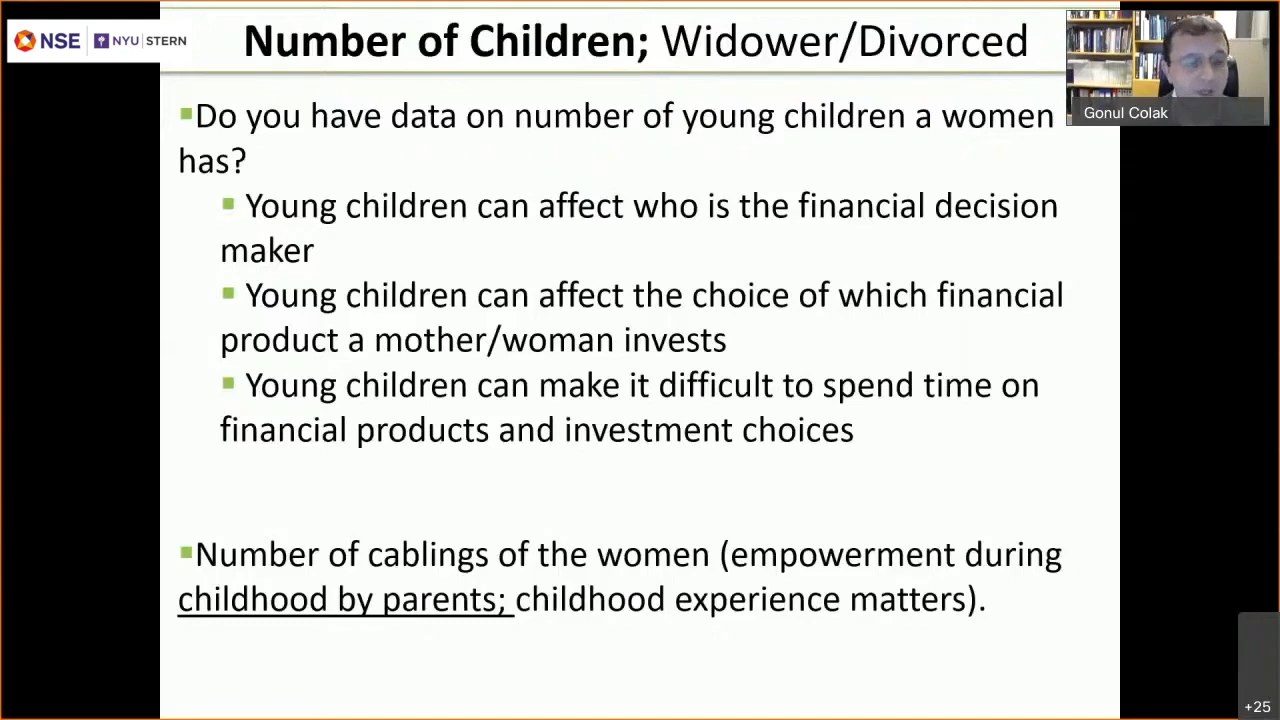 NSE NYU STERN
Number of Children; Widower/Divorced
Gonul Colak
▪Do you have data on number of young children a women
has?
▪ Young children can affect who is the financial decision
maker
▪ Young children can affect the choice of which financial
product a mother/woman invests
▪ Young children can make it difficult to spend time on
financial products and investment choices
▪Number of cablings of the women (empowerment during
childhood by parents; childhood experience matters).
+25